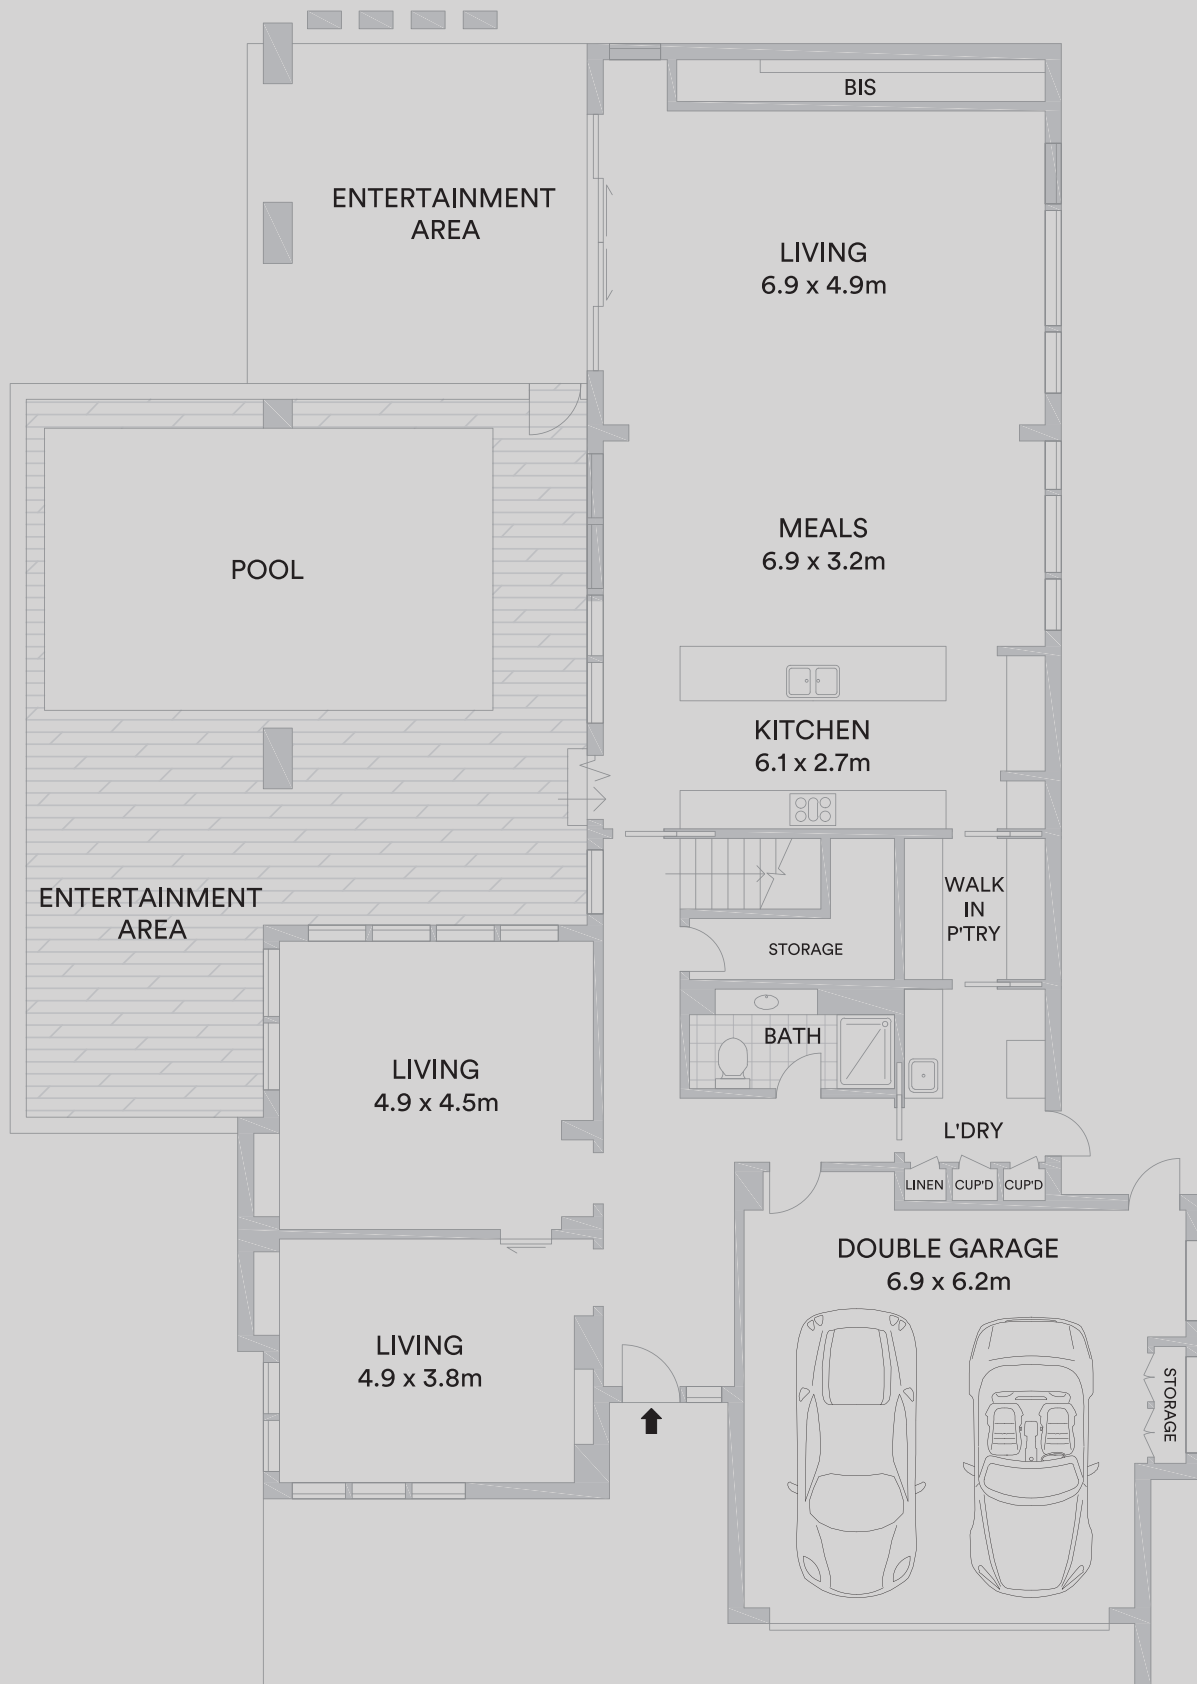 BIS
ENTERTAINMENT
AREA
LIVING
6.9 x 4.9m
MEALS
6.9 x 3.2m
POOL
KITCHEN
6.1 x 2.7m
ENTERTAINMENT
AREA
WALK
IN
P'TRY
STORAGE
BATH
LIVING
4.9 x 4.5m
L'DRY
LINEN
CUP'D
CUP'D
DOUBLE GARAGE
6.9 x 6.2m
LIVING
4.9 x 3.8m
STORAGE